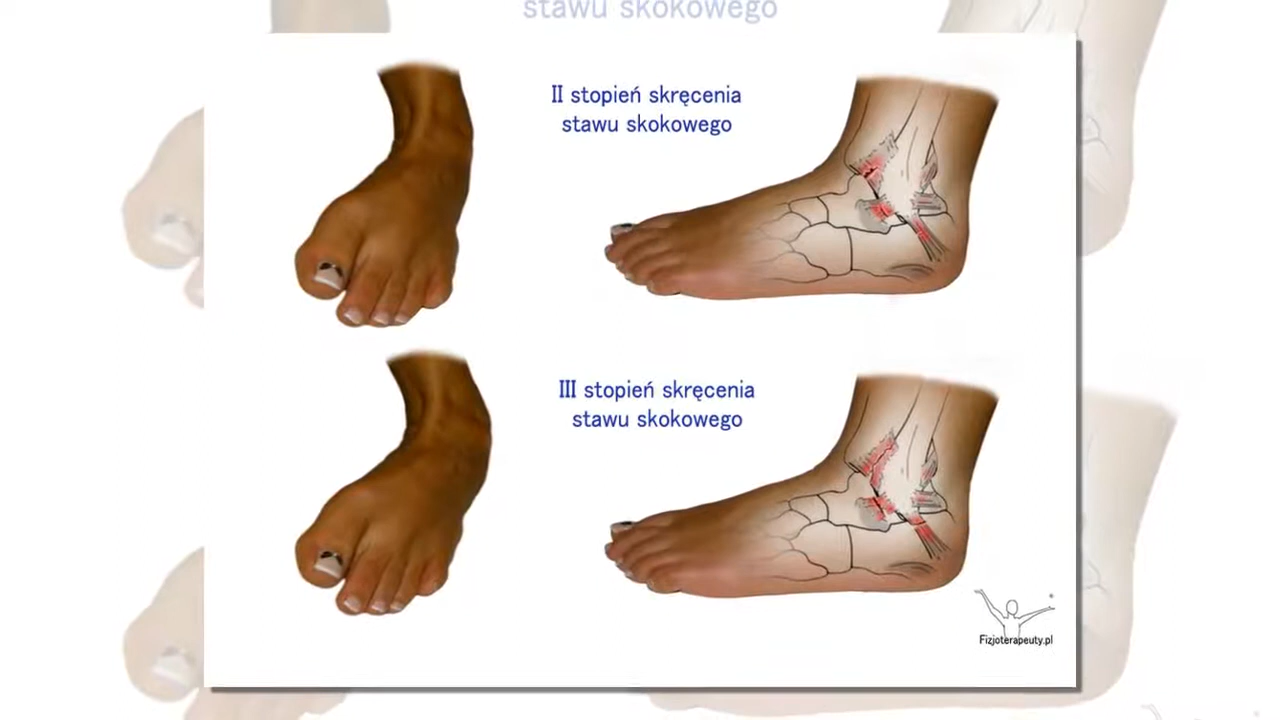 stawu skokowego
II stopień skręcenia
stawu skokowego
III stopień skręcenia
stawu skokowego
Fizjoterapeuty.pl